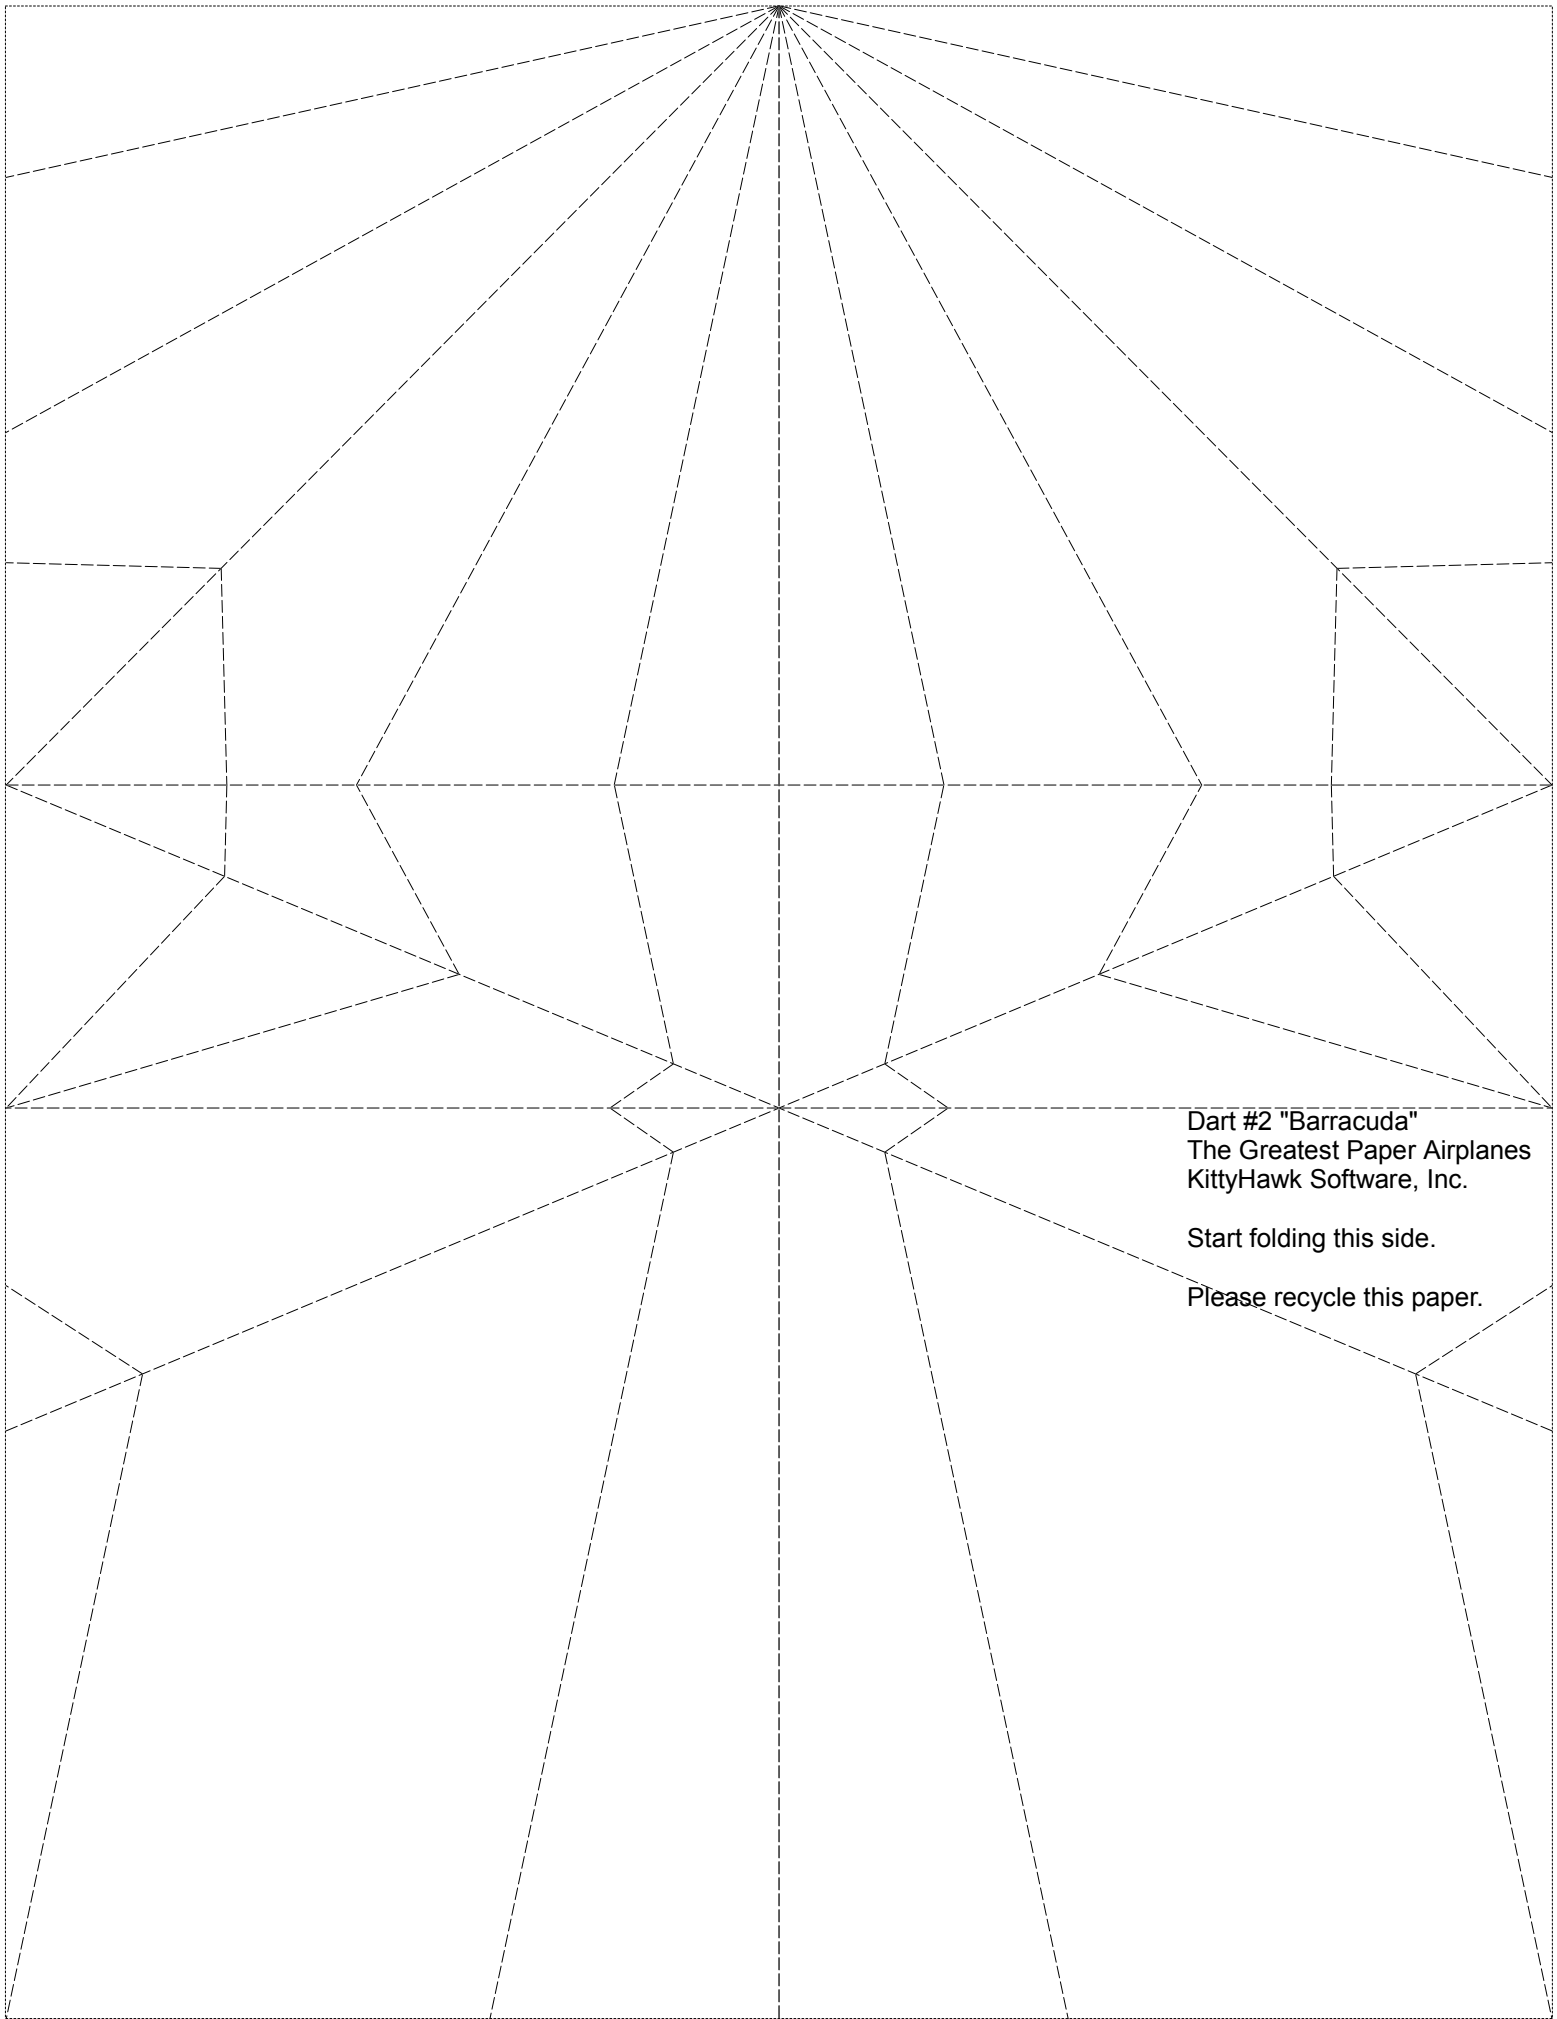 Dart #2 "Barracuda"
The Greatest Paper Airplanes
KittyHawk Software, Inc.
Start folding this side.
Please recycle this paper.